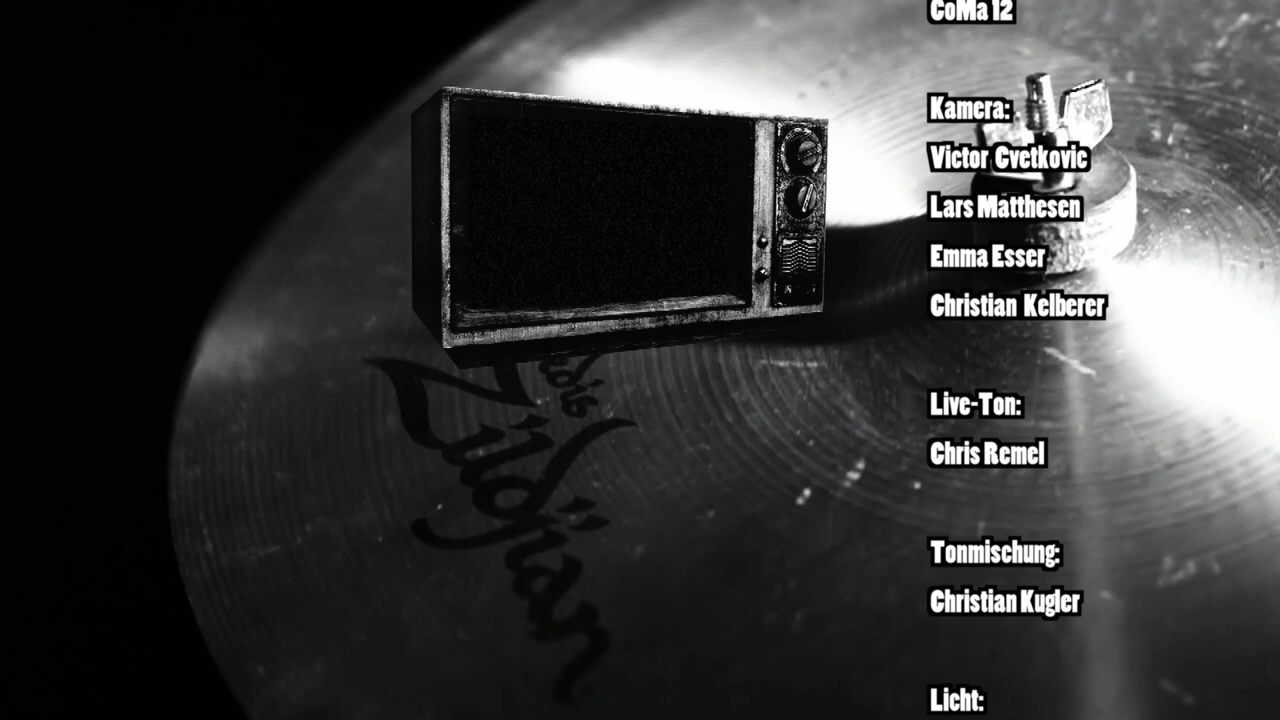 CoMa 12
Kamera:
Victor Cvetkovic
Lars Matthesen
Emma Esser
Christian Kelberer
Live-Ton:
Chris Remel
Tonmischung:
Christian Kugler
Licht:
Zildjian